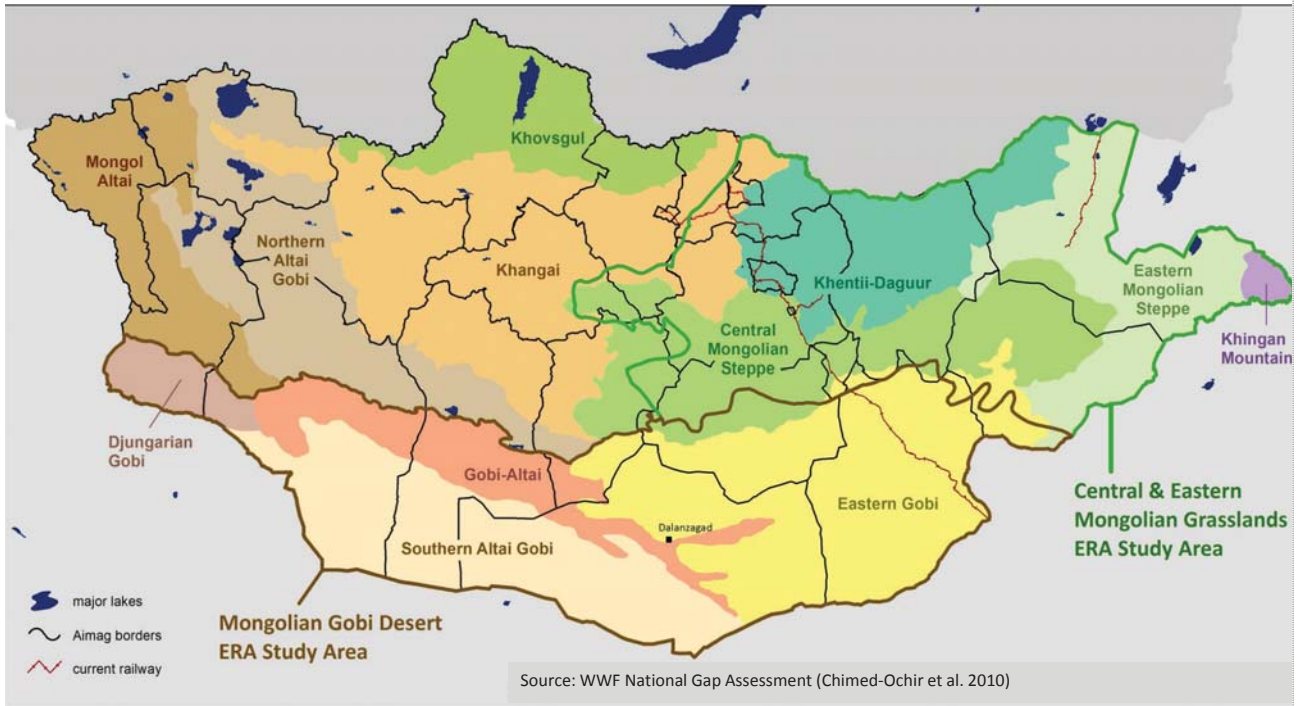 Khovsgul
Mongol
Altai
Northern
Altai
Gobi
Khangai
Khentii-Daguur
Eastern
Mongolian
Steppe
Khingan
Mountain
Central
Mongolian
Steppe
Djungarian
Gobi
Gobi-Altai
Eastern Gobi
Dalanzagad
Southern Altai Gobi
Central & Eastern
Mongolian Grasslands
ERA Study Area
major lakes
Aimag borders
current railway
Mongolian Gobi Desert
ERA Study Area
Source: WWF National Gap Assessment (Chimed-Ochir et al. 2010)